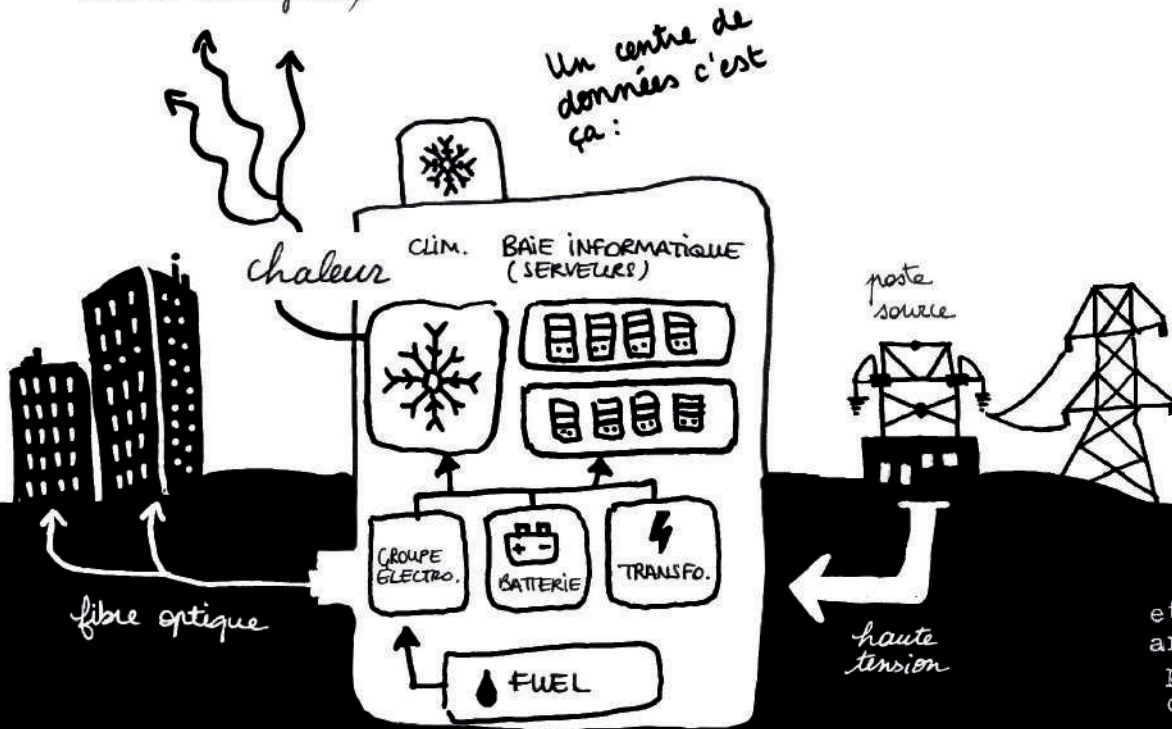 Un centre de
données c'est
ça :
chaleur
CLIM.
BAIE INFORMATIQUE
(SERVEURS)
poste
source
GROUPE
ELECTRO.
BATTERIE
TRANSFO.
fibre optique
haute
tension
FUEL
et